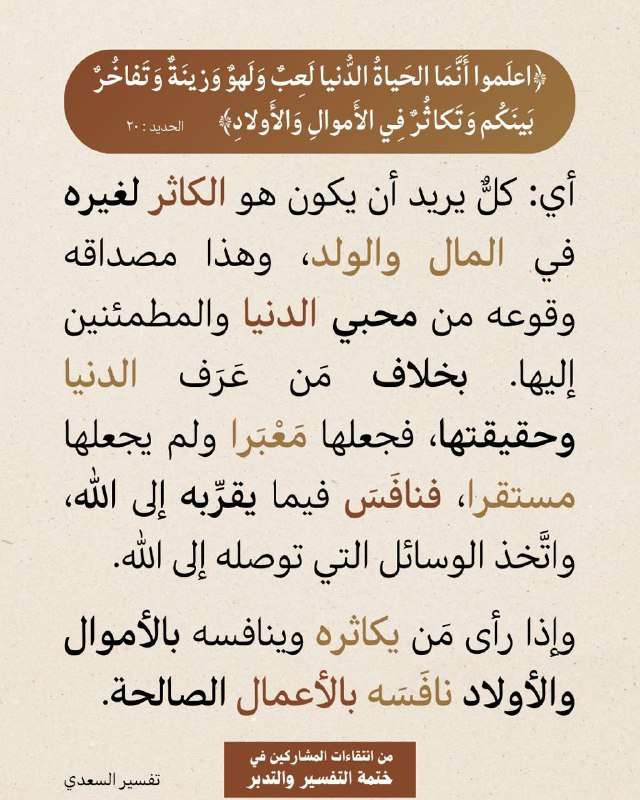 ﴿اعلَموا أَنَّمَا الحَياةُ الدُّنيا لَعِبٌ وَلَهوٌ وَزينَةٌ وَتَفاخُرٌ
بَينَكُم وَتَكاثُرٌ فِي الأَموالِ وَالأَولادِ﴾ الحديد : ٢٠
أي: كلٌّ يريد أن يكون هو الكاثر لغيره
في المال والولد، وهذا مصداقه
وقوعه من محبي الدنيا والمطمئنين
إليها. بخلاف مَن عَرَف الدنيا
وحقيقتها، فجعلها مَعْبَرا ولم يجعلها
مستقرا، فنافَسَ فيما يقرِّبه إلى الله،
واتَّخذ الوسائل التي توصله إلى الله.
وإذا رأى مَن يكاثره وينافسه بالأموال
والأولاد نافَسَه بالأعمال الصالحة.
من انتقاءات المشاركين في
ختمة التفسير والتدبر
تفسير السعدي